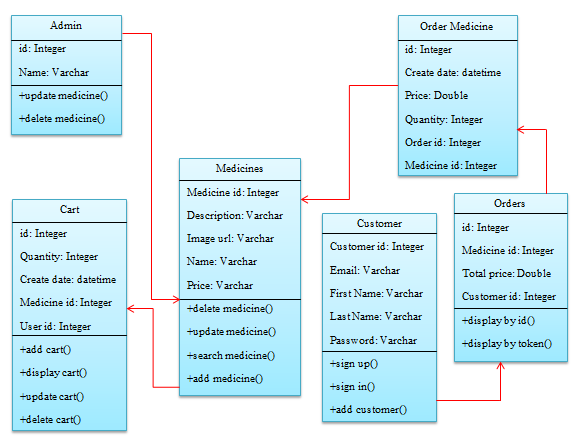 Admin
id: Integer
Name: Varchar
+update medicine()
+delete medicine()
Order Medicine
id: Integer
Create date: datetime
Price: Double
Quantity: Integer
Order id: Integer
Medicine id: Integer
Medicines
Medicine id: Integer
Description: Varchar
Image url: Varchar
Name: Varchar
Price: Varchar
+delete medicine()
+update medicine()
+search medicine()
+add medicine()
Cart
id: Integer
Quantity: Integer
Create date: datetime
Medicine id: Integer
User id: Integer
+add cart()
+display cart()
+update cart()
+delete cart()
Customer
Customer id: Integer
Email: Varchar
First Name: Varchar
Last Name: Varchar
Password: Varchar
+sign up()
+sign in()
+add customer()
Orders
id: Integer
Medicine id: Integer
Total price: Double
Customer id: Integer
+display by id()
+display by token()